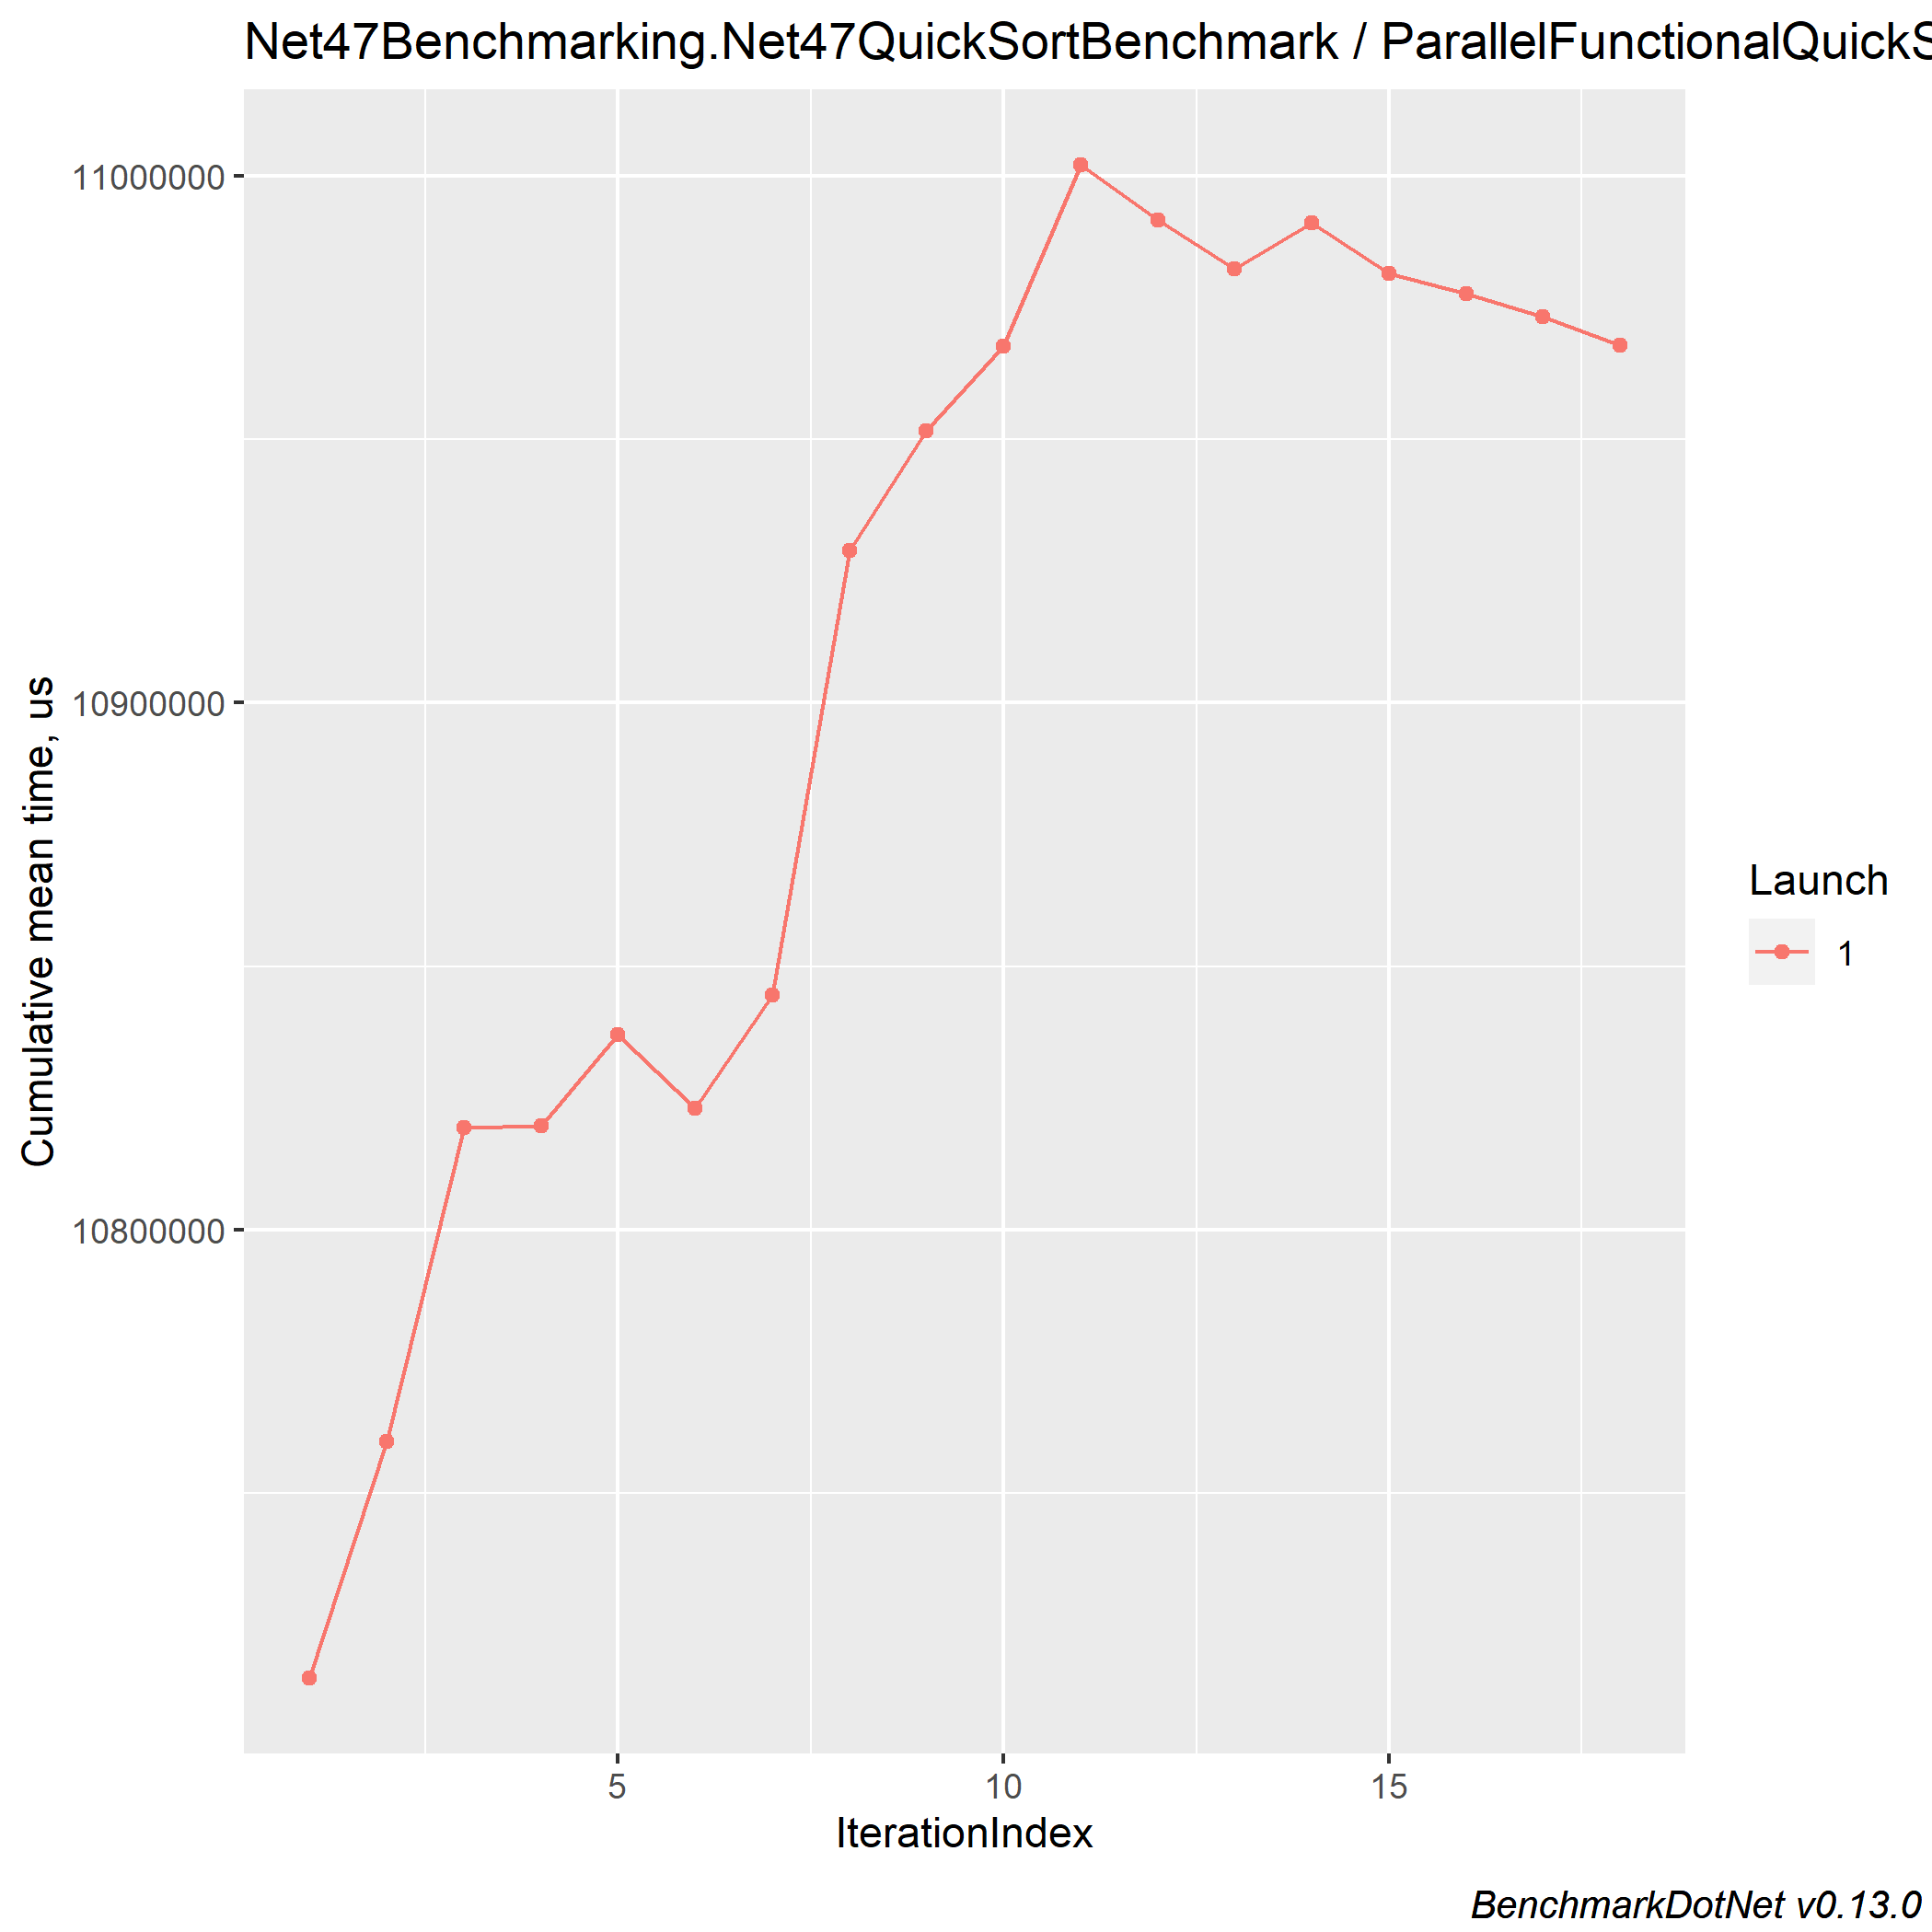 Net47Benchmarking.Net47QuickSortBenchmark / ParallelFunctionalQuickS
11000000
10900000
10800000
Cumulative mean time, us
5
10
15
IterationIndex
Launch
1
BenchmarkDotNet v0.13.0